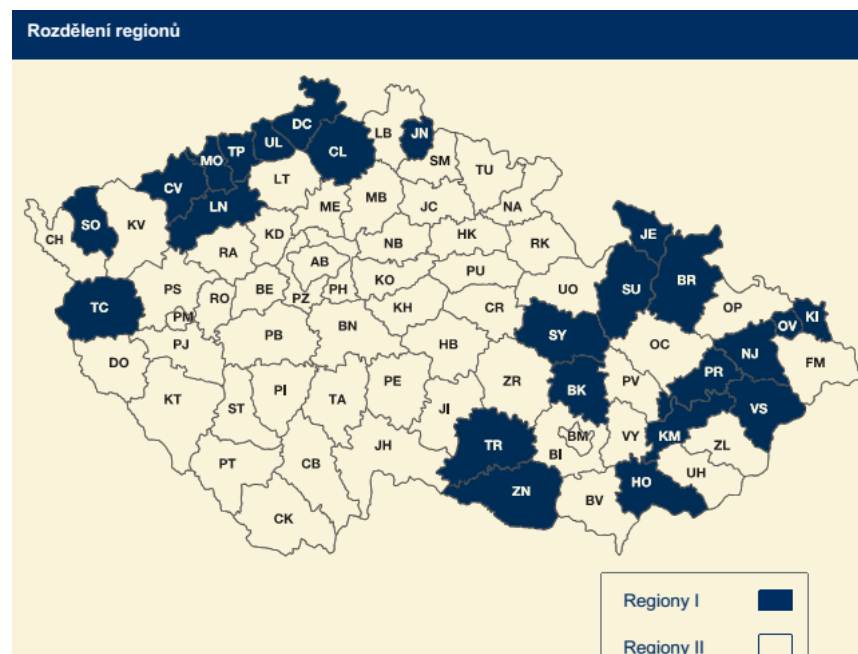 Rozdělení regionů
DC
LB
JN
UL
TP
MO
CL
SM
TU
CV
LT
LN
MB
ME
JC
NA
SO
KV
CH
KD
HK
JE
RA
NB
RK
AB
PU
KO
PS
BE
PH
PZ
RO
UO
SU
BR
TC
OP
KI
PM
KH
CR
OV
PB
BN
SY
PJ
HB
OC
NJ
DO
FM
PR
KT
PI
PE
ZR
BK
PV
ST
TA
JI
VS
BM
VY
KM
TR
JH
ZL
BI
PT
CB
UH
HO
ZN
BV
CK
Regiony I
Regiony II